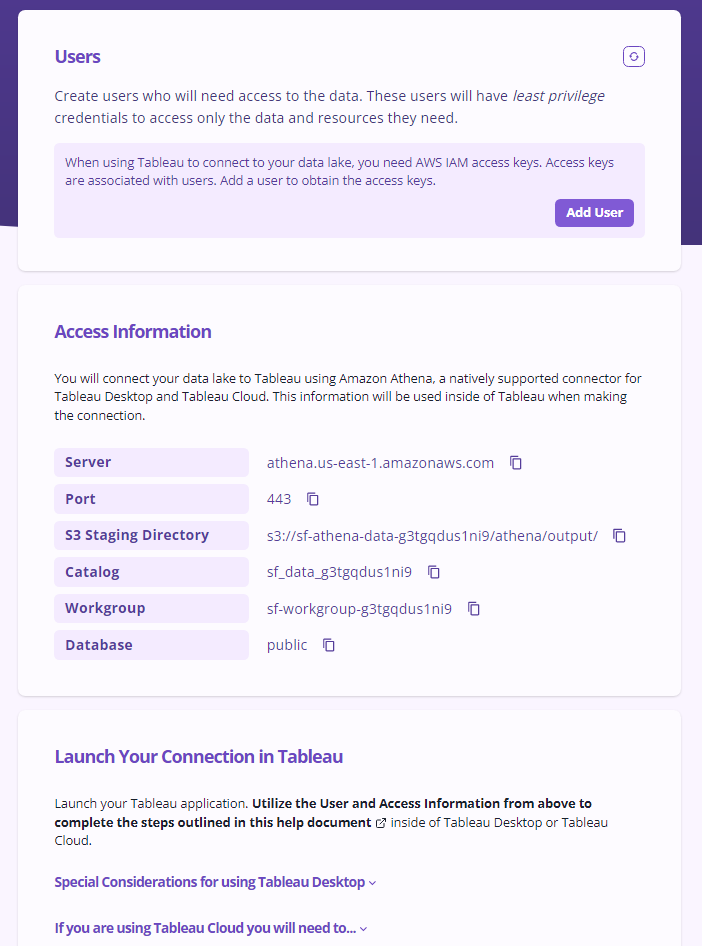 Users
Create users who will need access to the data. These users will have least privilege
credentials to access only the data and resources they need.
When using Tableau to connect to your data lake, you need AWS IAM access keys. Access keys
are associated with users. Add a user to obtain the access keys.
Add User
Access Information
You will connect your data lake to Tableau using Amazon Athena, a natively supported connector for
Tableau Desktop and Tableau Cloud. This information will be used inside of Tableau when making
the connection.
Server athena.us-east-1.amazonaws.com
Port 443
S3 Staging Directory s3://sf-athena-data-g3tgqdus1ni9/athena/output/
Catalog sf_data_g3tgqdus1ni9
Workgroup sf-workgroup-g3tgqdus1ni9
Database public
Launch Your Connection in Tableau
Launch your Tableau application. Utilize the User and Access Information from above to
complete the steps outlined in this help document inside of Tableau Desktop or Tableau
Cloud.
Special Considerations for using Tableau Desktop
If you are using Tableau Cloud you will need to...